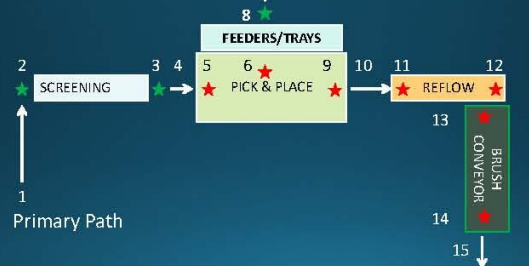 8
FEEDERS/TRAYS
2 3 4 5 6 9 10 11 12
SCREENING
PICK & PLACE
REFLOW
13
BRUSH
CONVEYOR
14
1
Primary Path
15